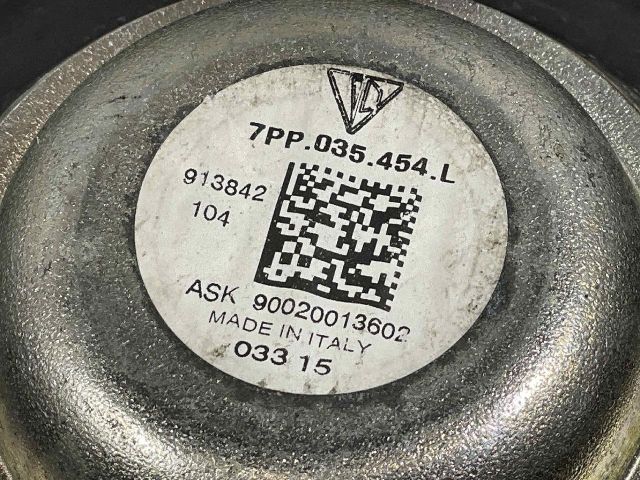 7PP.035.454.L
913842
104
ASK 90020013602
MADE IN ITALY
033 15